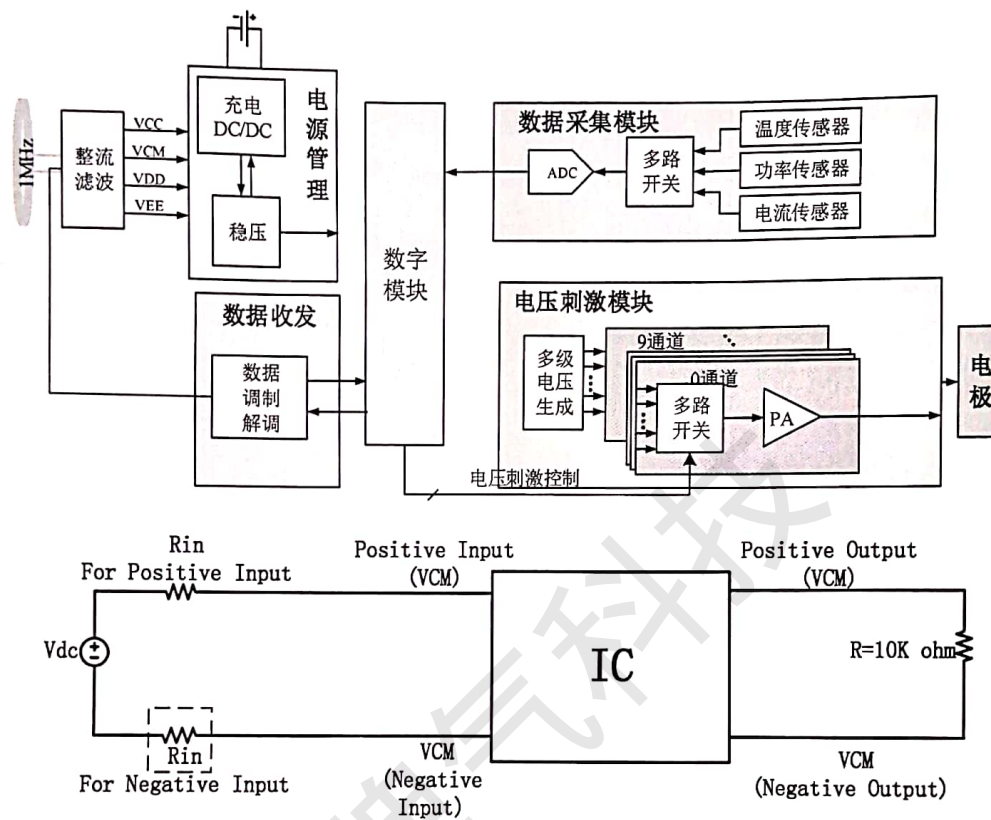 充电
DC/DC
电
源
管
理
1MHz
整流
滤波
VCC
VCM
VDD
VEE
稳压
数据收发
数据
调制
解调
数字
模块
数据采集模块
ADC
多路
开关
温度传感器
功率传感器
电流传感器
电压刺激模块
多级
电压
生成
9通道
0通道
多路
开关
PA
电
极
电压刺激控制
Rin
For Positive Input
Positive Input
(VCM)
Positive Output
(VCM)
Vdc
IC
R=10K ohm
Rin
For Negative Input
VCM
(Negative
Input)
VCM
(Negative Output)
气科技